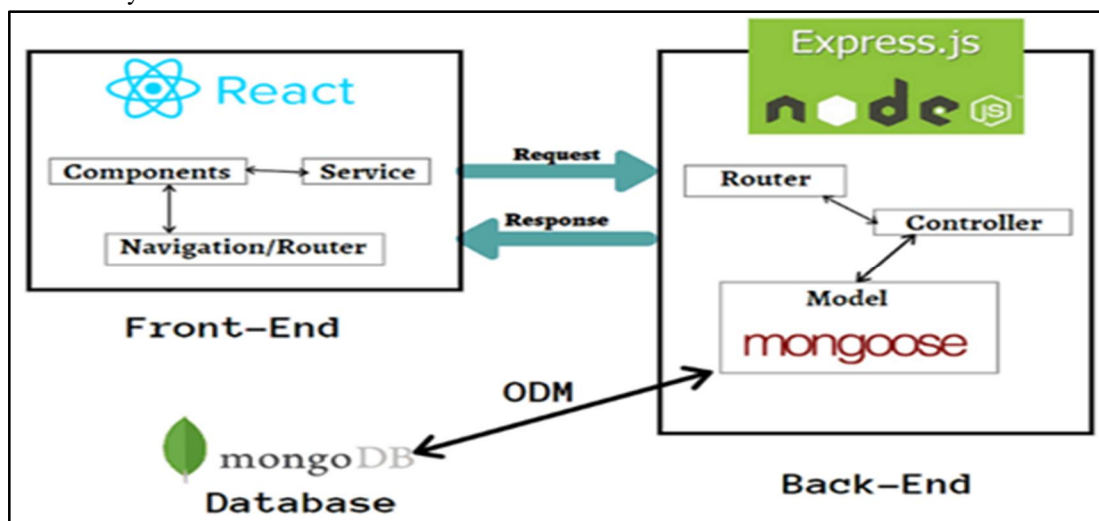 React
Components
Service
Navigation/Router
Front-End
Request
Response
Express.js
node
JS
Router
Controller
Model
mongoose
Back-End
ODM
mongoDB
Database